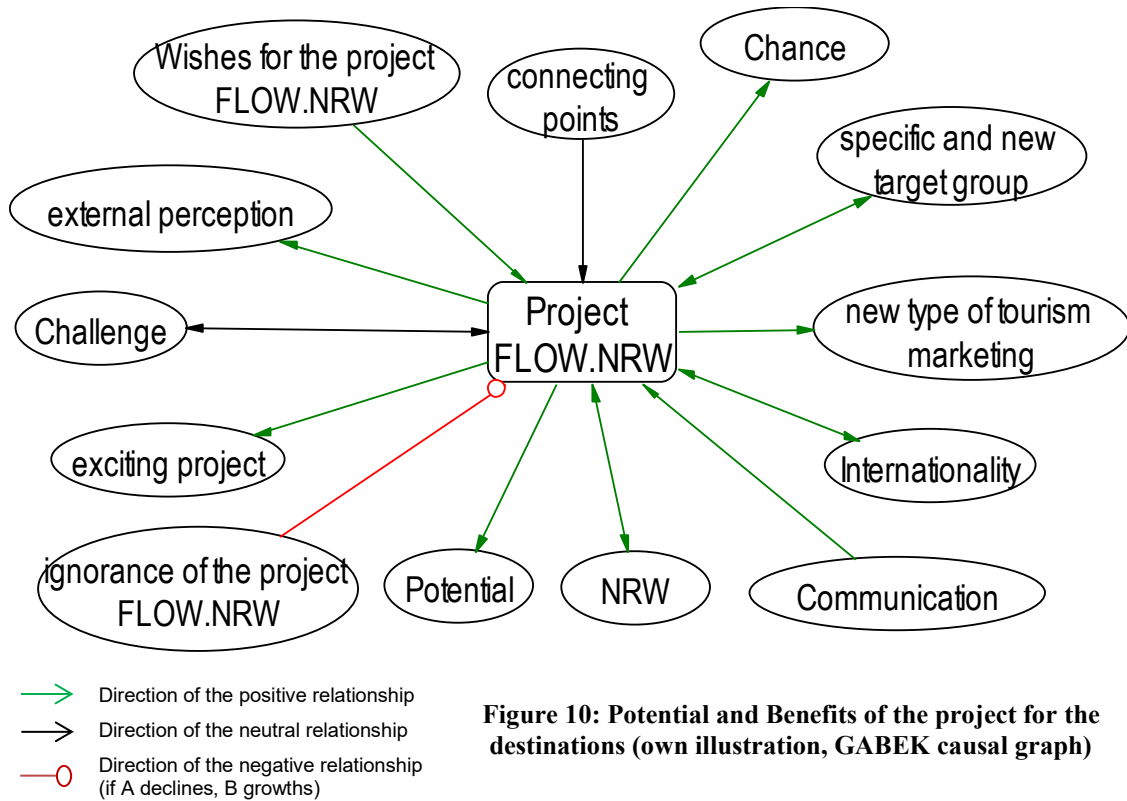 Wishes for the project
FLOW.NRW
connecting
points
Chance
specific and new
target group
external perception
Project
FLOW.NRW
Challenge
new type of tourism
marketing
exciting project
Internationality
ignorance of the project
FLOW.NRW
Potential
NRW
Communication
Direction of the positive relationship
Direction of the neutral relationship
Direction of the negative relationship
(if A declines, B growths)
Figure 10: Potential and Benefits of the project for the
destinations (own illustration, GABEK causal graph)